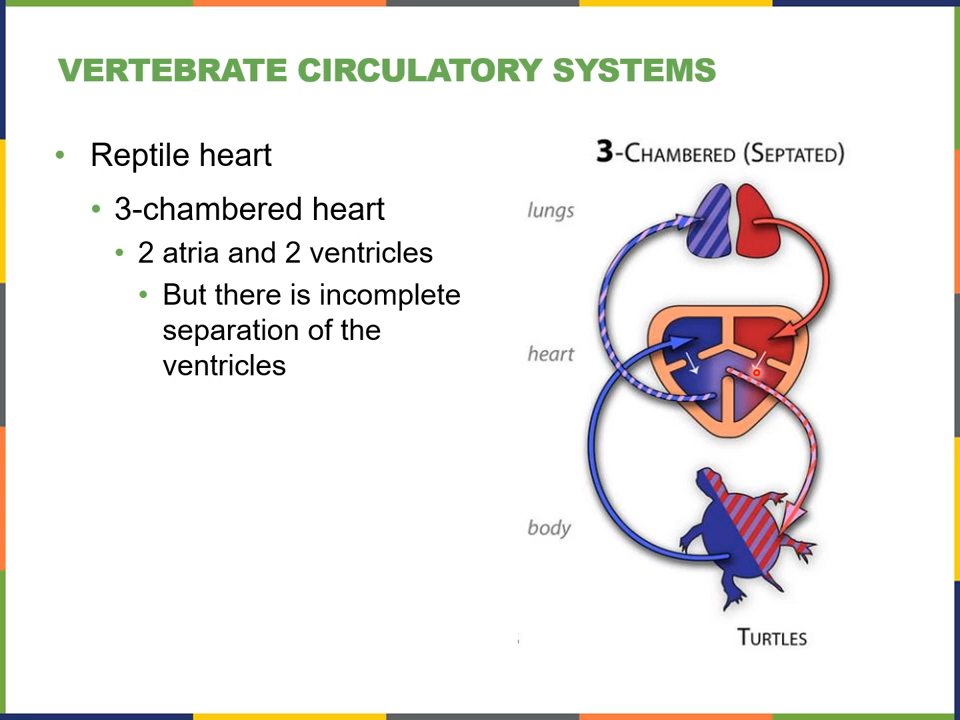 VERTEBRATE CIRCULATORY SYSTEMS
• Reptile heart
• 3-chambered heart
• 2 atria and 2 ventricles
• But there is incomplete
separation of the
ventricles
3-CHAMBERED (SEPTATED)
lungs
heart
body
TURTLES